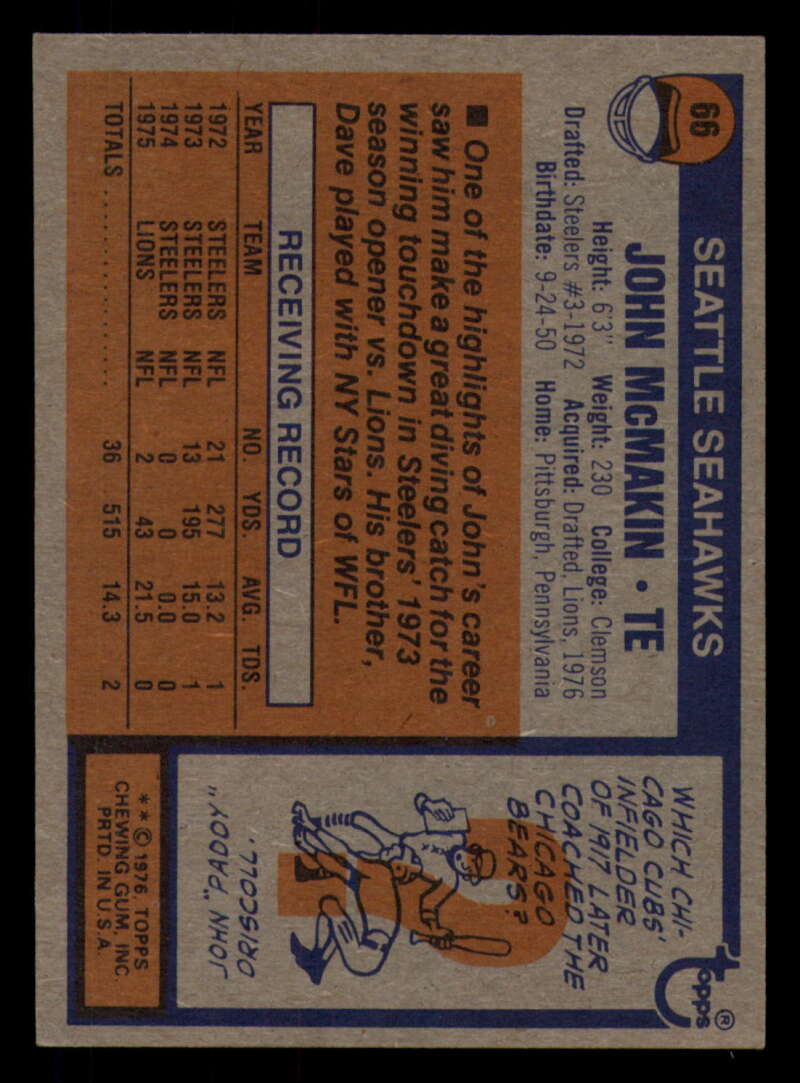 66
SEATTLE SEAHAWKS
JOHN McMAKIN • TE
Height: 6'3" Weight: 230 College: Clemson
Drafted: Steelers #3-1972 Acquired: Drafted, Lions, 1976
Birthdate: 9-24-50 Home: Pittsburgh, Pennsylvania
■ One of the highlights of John's career
saw him make a great diving catch for the
winning touchdown in Steelers' 1973
season opener vs. Lions. His brother,
Dave played with NY Stars of WFL.
RECEIVING RECORD
YEAR TEAM NO. YDS. AVG. TDS.
1972 STEELERS NFL 21 277 13.2 1
1973 STEELERS NFL 13 195 15.0 1
1974 STEELERS NFL 0 0 0.0 0
1975 LIONS NFL 2 43 21.5 0
TOTALS .................... 36 515 14.3 2
topps®
WHICH CHI-
CAGO CUBS'
INFIELDER
OF 1917 LATER
COACHED THE
CHICAGO
BEARS?
JOHN "PADDY"
DRISCOLL.
** © 1976, TOPPS
CHEWING GUM, INC.
PRTD. IN U.S.A.